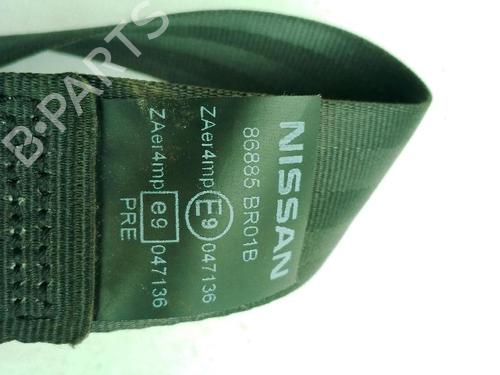 NISSAN
86885 BR01B
ZAer4mp E9 047136
ZAer4mp e9 047136
PRE
B-PARTS